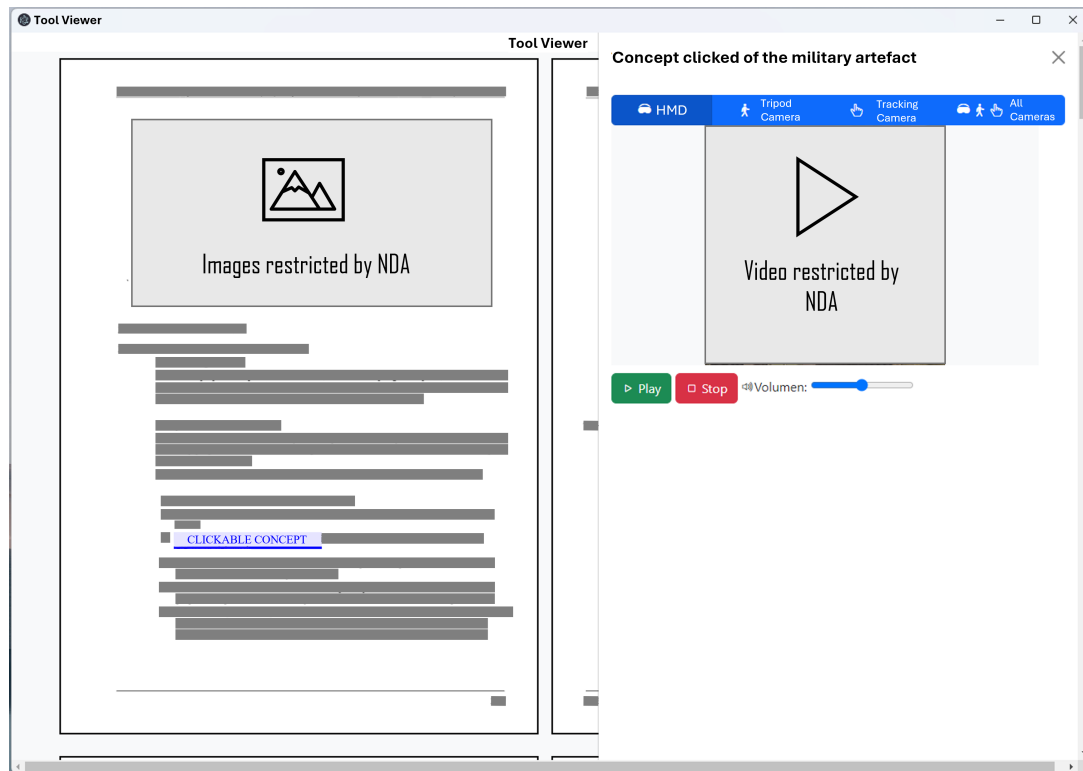 Tool Viewer
Tool Viewer
Images restricted by NDA
CLICKABLE CONCEPT
Concept clicked of the military artefact
HMD
Tripod
Camera
Tracking
Camera
All
Cameras
Video restricted by
NDA
Play
Stop
Volumen: